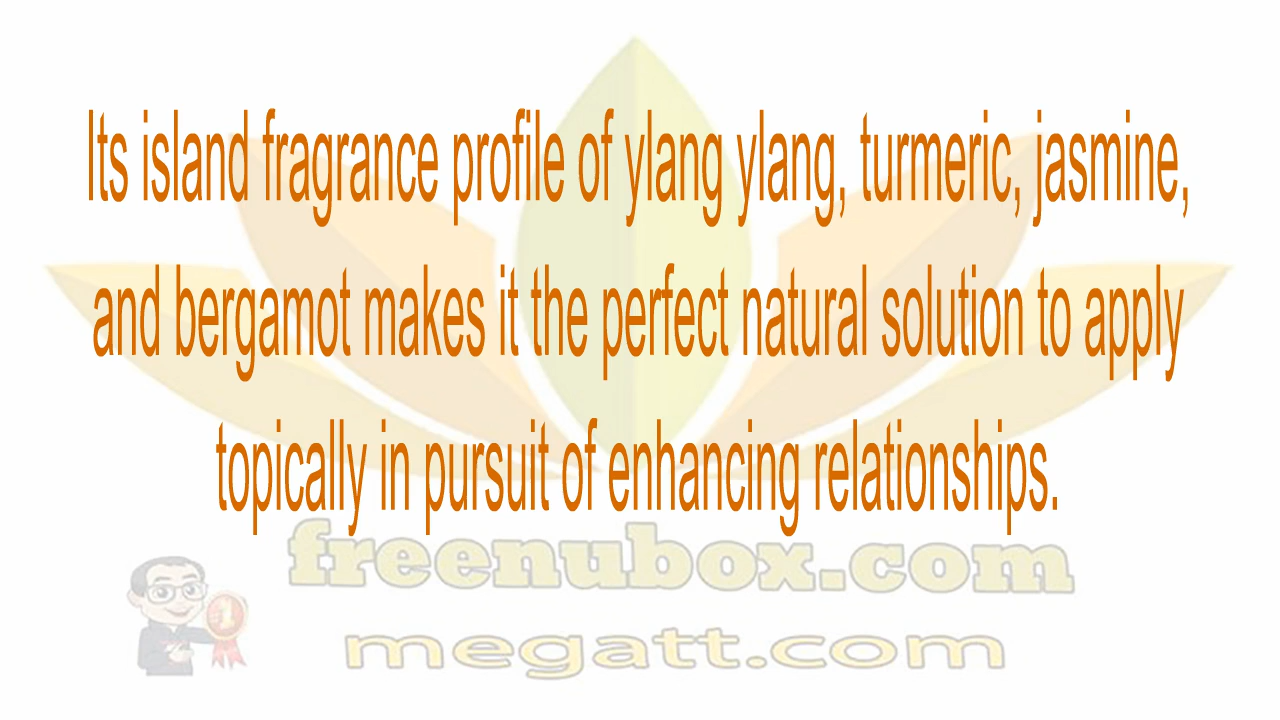 Its island fragrance profile of ylang ylang, turmeric, jasmine,
and bergamot makes it the perfect natural solution to apply
topically in pursuit of enhancing relationships.
freenubox.com
1
megatt.com